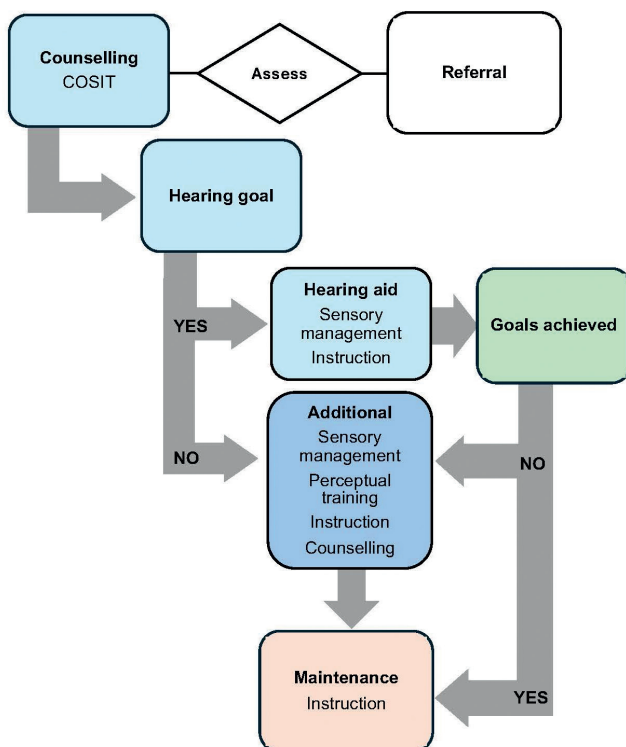 Counselling
COSIT
Assess
Referral
Hearing goal
YES
Hearing aid
Sensory
management
Instruction
Goals achieved
NO
Additional
Sensory
management
Perceptual
training
Instruction
Counselling
NO
Maintenance
Instruction
YES